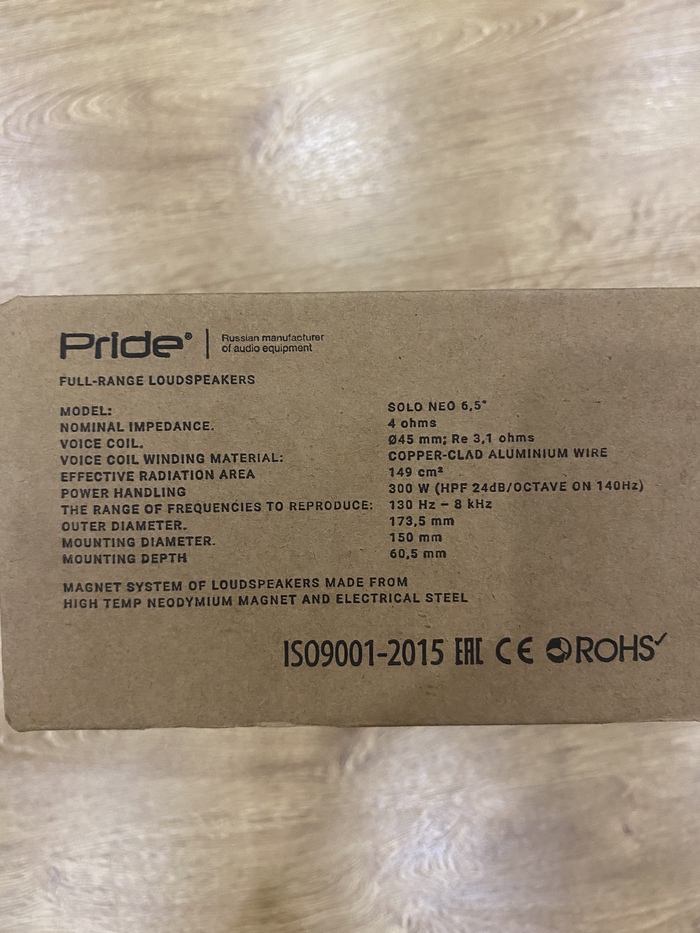 Pride® | Russian manufacturer
of audio equipment
FULL-RANGE LOUDSPEAKERS
MODEL: SOLO NEO 6,5"
NOMINAL IMPEDANCE. 4 ohms
VOICE COIL. Ø45 mm; Re 3,1 ohms
VOICE COIL WINDING MATERIAL: COPPER-CLAD ALUMINIUM WIRE
EFFECTIVE RADIATION AREA 149 cm²
POWER HANDLING 300 W (HPF 24dB/OCTAVE ON 140Hz)
THE RANGE OF FREQUENCIES TO REPRODUCE: 130 Hz – 8 kHz
OUTER DIAMETER. 173,5 mm
MOUNTING DIAMETER. 150 mm
MOUNTING DEPTH 60,5 mm
MAGNET SYSTEM OF LOUDSPEAKERS MADE FROM
HIGH TEMP NEODYMIUM MAGNET AND ELECTRICAL STEEL
ISO9001-2015 EAC CE ROHS